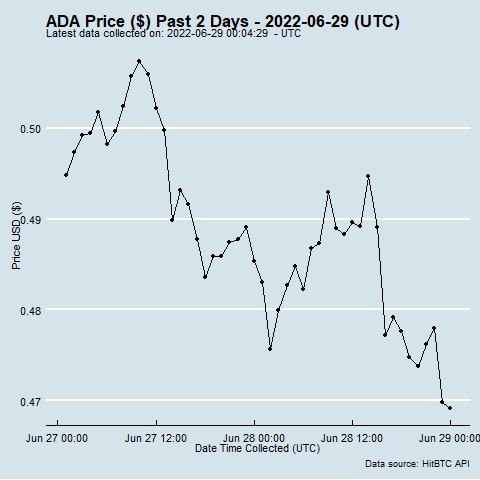 ADA Price ($) Past 2 Days - 2022-06-29 (UTC)
Latest data collected on: 2022-06-29 00:04:29 - UTC
0.50
0.49
0.48
0.47
Price USD ($)
Jun 27 00:00
Jun 27 12:00
Jun 28 00:00
Jun 28 12:00
Jun 29 00:00
Date Time Collected (UTC)
Data source: HitBTC API